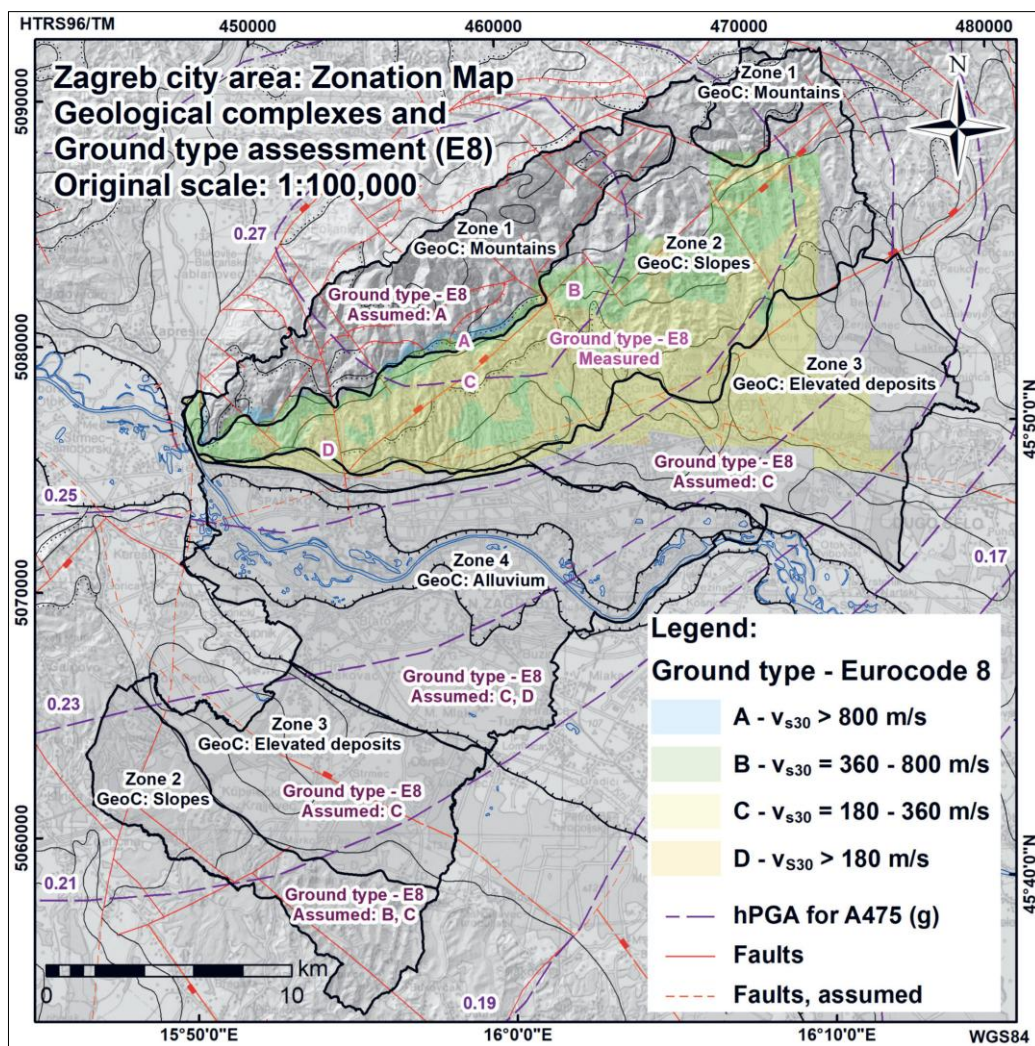 HTRS96/TM
450000
460000
470000
480000
5090000
5080000
5070000
5060000
Zagreb city area: Zonation Map
Geological complexes and
Ground type assessment (E8)
Original scale: 1:100,000
N
Zone 1
GeoC: Mountains
0.27
Zone 1
GeoC: Mountains
Zone 2
GeoC: Slopes
Ground type - E8
Assumed: A
B
A
Ground type - E8
Measured
C
Zone 3
GeoC: Elevated deposits
D
Ground type - E8
Assumed: C
0.25
0.17
Zone 4
GeoC: Alluvium
Ground type - E8
Assumed: C, D
0.23
Zone 3
GeoC: Elevated deposits
Zone 2
GeoC: Slopes
Ground type - E8
Assumed: C
0.21
Ground type - E8
Assumed: B, C
0.19
km
0
10
Legend:
Ground type - Eurocode 8
A - vs30 > 800 m/s
B - vs30 = 360 - 800 m/s
C - vs30 = 180 - 360 m/s
D - vS30 > 180 m/s
hPGA for A475 (g)
Faults
Faults, assumed
45°50'0"N
45°40'0"N
15°50'0"E
16°0'0"E
16°10'0"E
WGS84